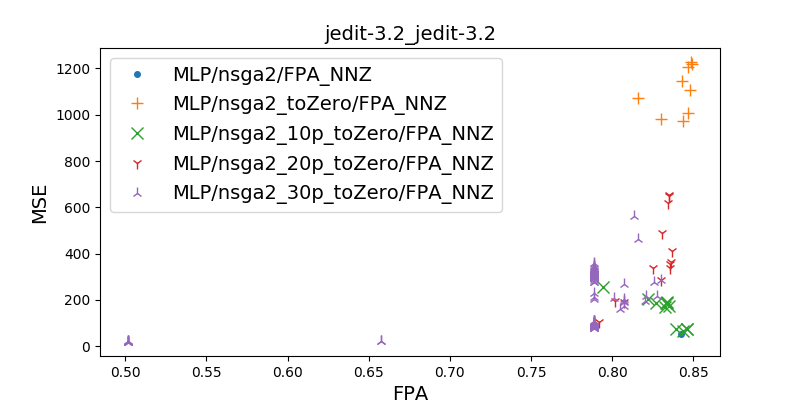 jedit-3.2_jedit-3.2
MLP/nsga2/FPA_NNZ
MLP/nsga2_toZero/FPA_NNZ
MLP/nsga2_10p_toZero/FPA_NNZ
MLP/nsga2_20p_toZero/FPA_NNZ
MLP/nsga2_30p_toZero/FPA_NNZ
MSE
1200
1000
800
600
400
200
0
0.50 0.55 0.60 0.65 0.70 0.75 0.80 0.85
FPA